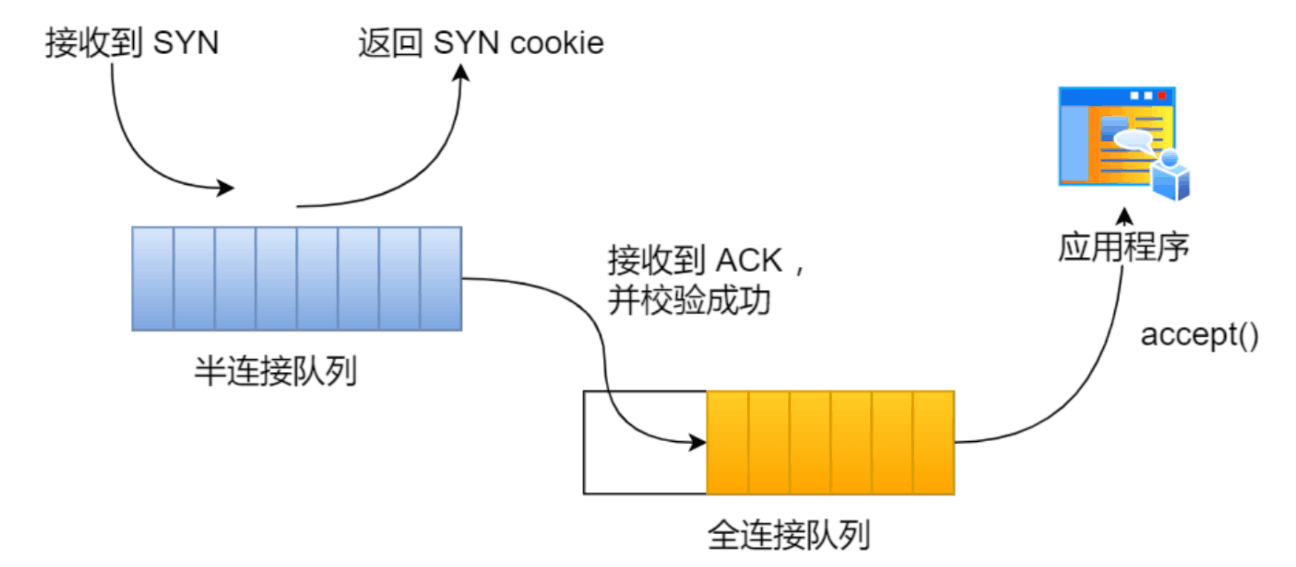 接收到 SYN
返回 SYN cookie
接收到 ACK，
并校验成功
应用程序
accept()
半连接队列
全连接队列